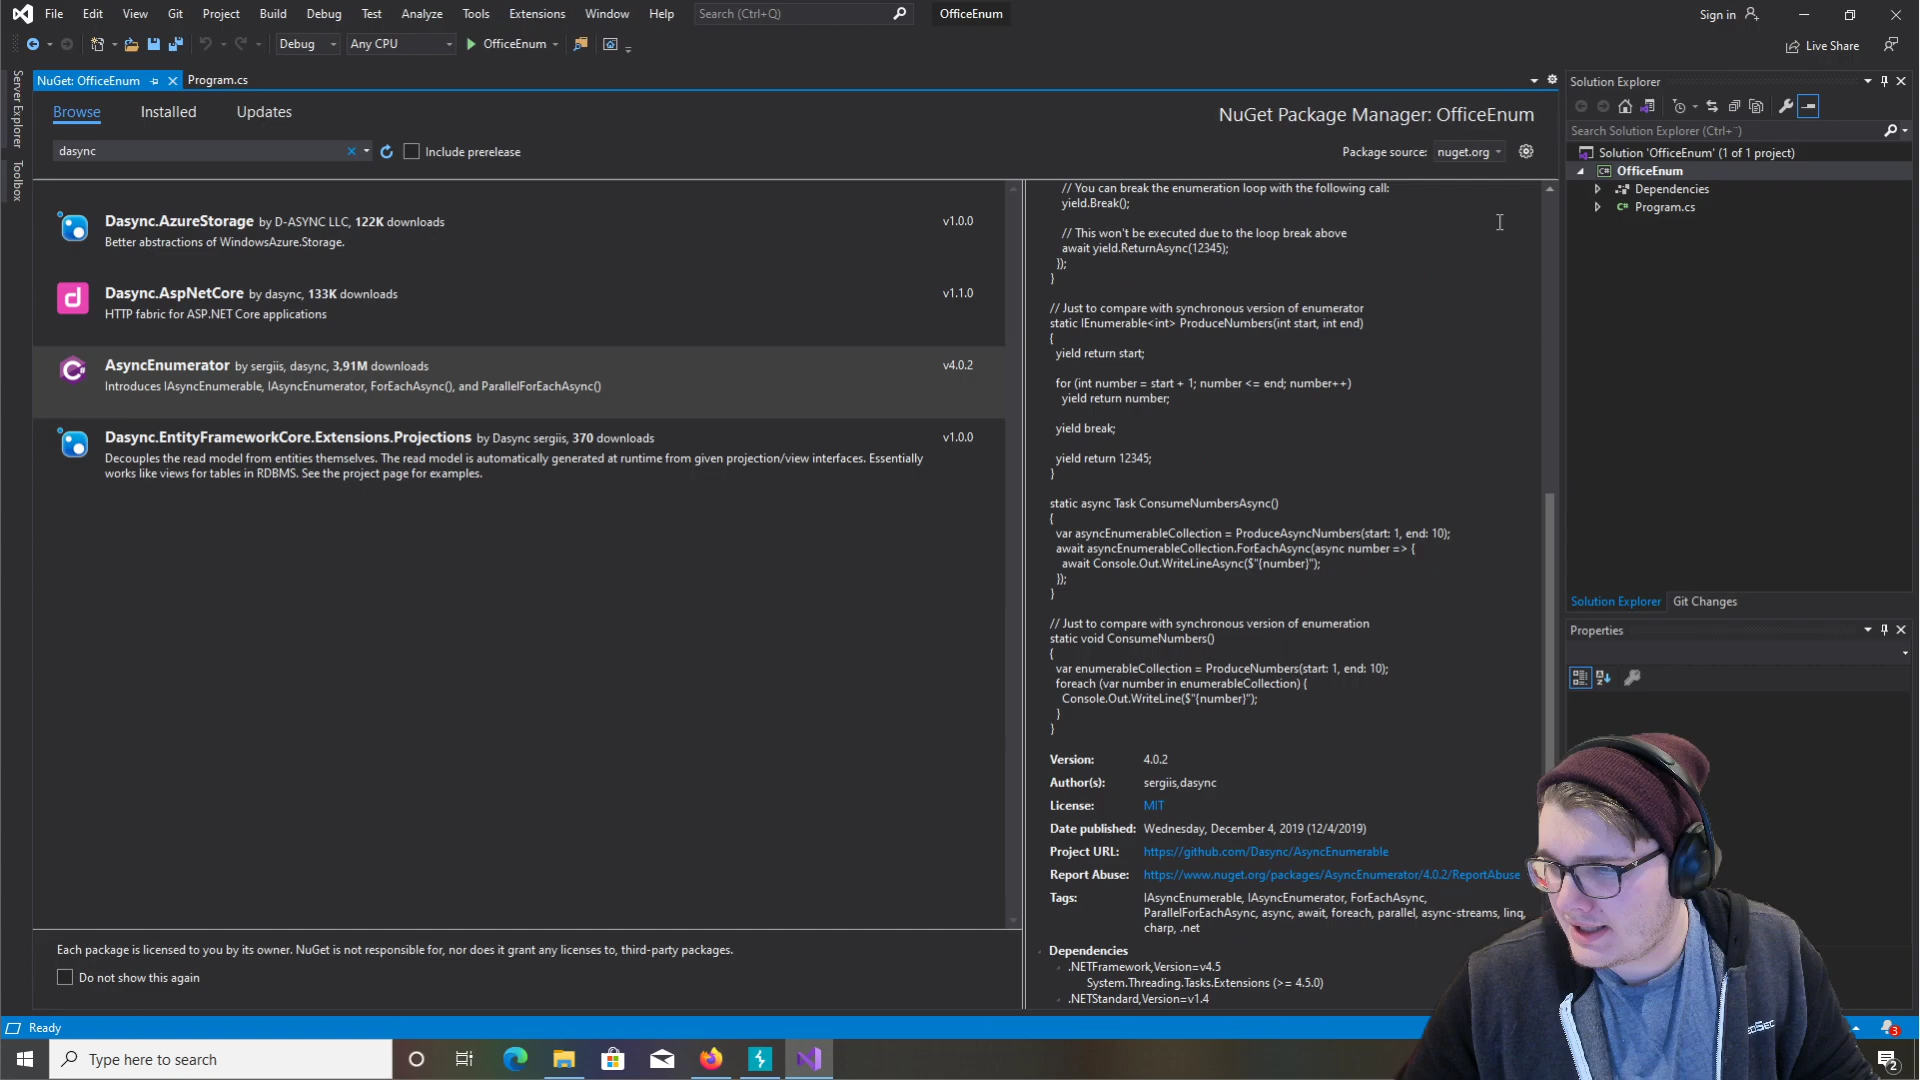 File Edit View Git Project Build Debug Test Analyze Tools Extensions Window Help Search (Ctrl+Q) OfficeEnum Sign in
Debug Any CPU OfficeEnum Live Share
NuGet: OfficeEnum Program.cs
Server Explorer
Toolbox
Browse Installed Updates
NuGet Package Manager: OfficeEnum
dasync Include prerelease
Package source: nuget.org
Dasync.AzureStorage by D-ASYNC LLC, 122K downloads v1.0.0
Better abstractions of WindowsAzure.Storage.
d
Dasync.AspNetCore by dasync, 133K downloads v1.1.0
HTTP fabric for ASP.NET Core applications
AsyncEnumerator by sergiis, dasync, 3,91M downloads v4.0.2
Introduces IAsyncEnumerable, IAsyncEnumerator, ForEachAsync(), and ParallelForEachAsync()
Dasync.EntityFrameworkCore.Extensions.Projections by Dasync sergiis, 370 downloads v1.0.0
Decouples the read model from entities themselves. The read model is automatically generated at runtime from given projection/view interfaces. Essentially
works like views for tables in RDBMS. See the project page for examples.
Each package is licensed to you by its owner. NuGet is not responsible for, nor does it grant any licenses to, third-party packages.
Do not show this again
// You can break the enumeration loop with the following call:
yield.Break();
// This won't be executed due to the loop break above
await yield.ReturnAsync(12345);
});
}
// Just to compare with synchronous version of enumerator
static IEnumerable<int> ProduceNumbers(int start, int end)
{
yield return start;
for (int number = start + 1; number <= end; number++)
yield return number;
yield break;
yield return 12345;
}
static async Task ConsumeNumbersAsync()
{
var asyncEnumerableCollection = ProduceAsyncNumbers(start: 1, end: 10);
await asyncEnumerableCollection.ForEachAsync(async number => {
await Console.Out.WriteLineAsync($"{number}");
});
}
// Just to compare with synchronous version of enumeration
static void ConsumeNumbers()
{
var enumerableCollection = ProduceNumbers(start: 1, end: 10);
foreach (var number in enumerableCollection) {
Console.Out.WriteLine($"{number}");
}
}
Version: 4.0.2
Author(s): sergiis,dasync
License: MIT
Date published: Wednesday, December 4, 2019 (12/4/2019)
Project URL: https://github.com/Dasync/AsyncEnumerable
Report Abuse: https://www.nuget.org/packages/AsyncEnumerator/4.0.2/ReportAbuse
Tags: IAsyncEnumerable, IAsyncEnumerator, ForEachAsync,
ParallelForEachAsync, async, await, foreach, parallel, async-streams, linq,
charp, .net
Dependencies
.NETFramework,Version=v4.5
System.Threading.Tasks.Extensions (>= 4.5.0)
.NETStandard,Version=v1.4
Solution Explorer
Search Solution Explorer (Ctrl+¨)
Solution 'OfficeEnum' (1 of 1 project)
OfficeEnum
Dependencies
Program.cs
Solution Explorer Git Changes
Properties
Ready
3
Type here to search
2